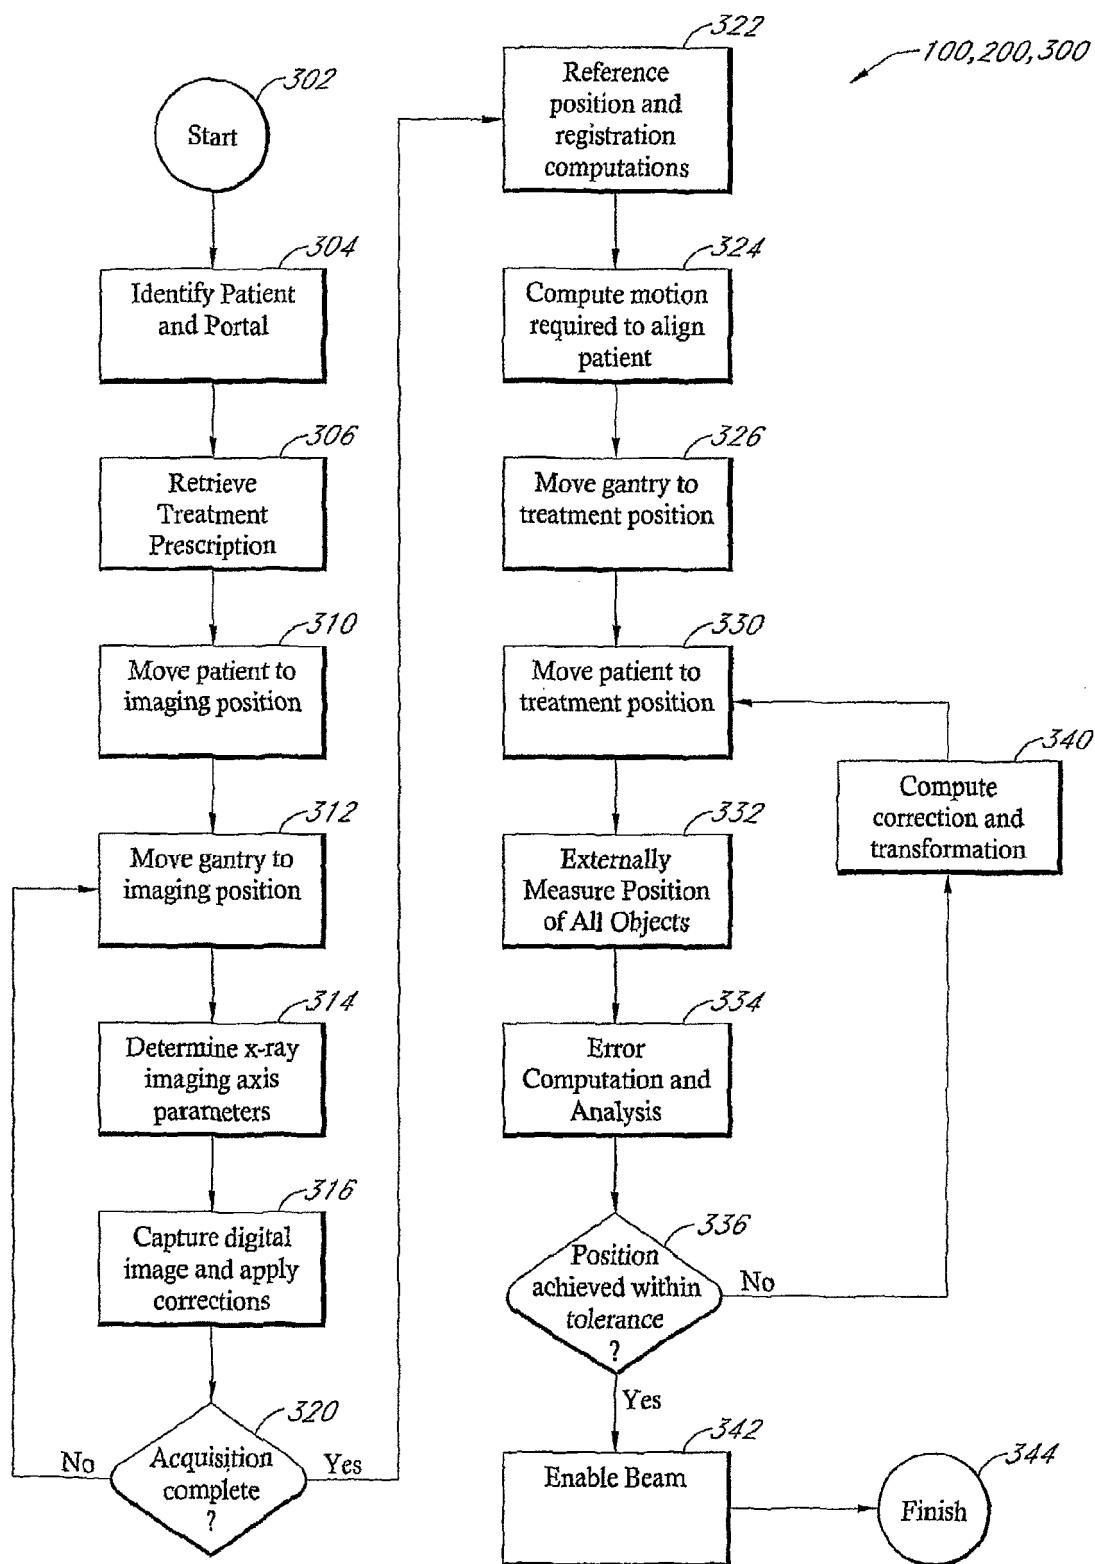 302
Start
304
Identify Patient
and Portal
306
Retrieve
Treatment
Prescription
310
Move patient to
imaging position
312
Move gantry to
imaging position
314
Determine x-ray
imaging axis
parameters
316
Capture digital
image and apply
corrections
320
Acquisition
complete
?
No
Yes
322
Reference
position and
registration
computations
324
Compute motion
required to align
patient
326
Move gantry to
treatment position
330
Move patient to
treatment position
332
Externally
Measure Position
of All Objects
334
Error
Computation and
Analysis
336
Position
achieved within
tolerance
?
No
Yes
340
Compute
correction and
transformation
342
Enable Beam
344
Finish
100,200,300